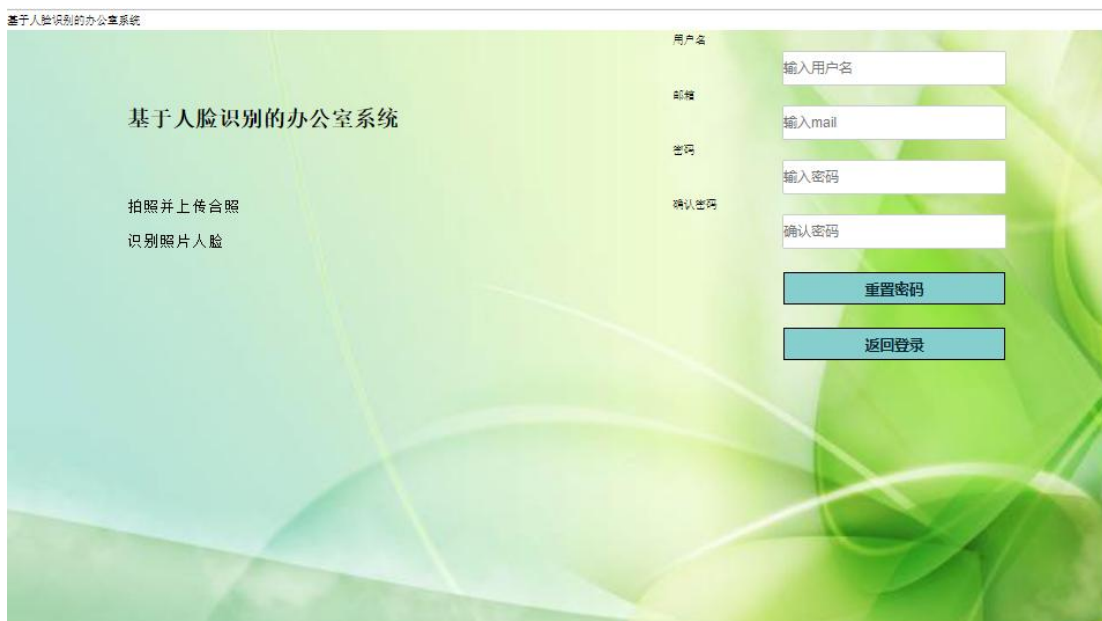 基于人脸识别的办公室系统
基于人脸识别的办公室系统
拍照并上传合照
识别照片人脸
用户名
输入用户名
邮箱
输入mail
密码
输入密码
确认密码
确认密码
重置密码
返回登录